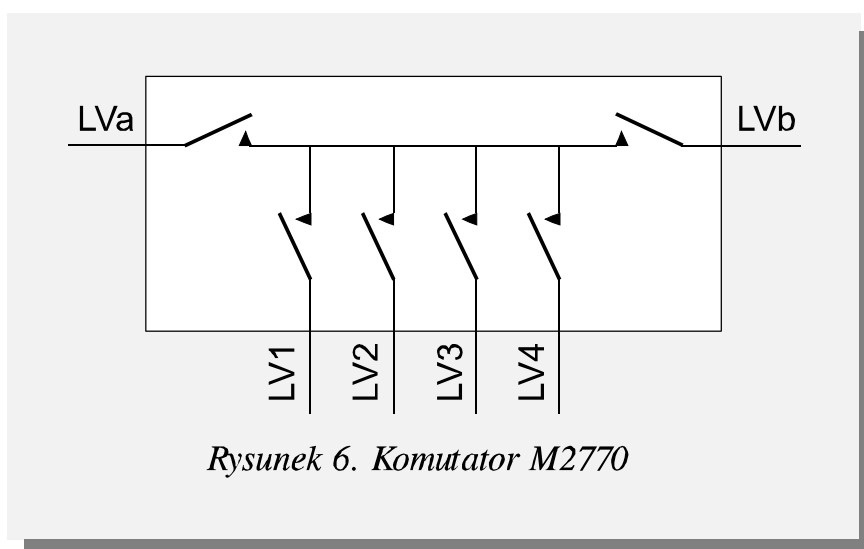 LVa
LVb
LV1
LV2
LV3
LV4
Rysunek 6. Komutator M2770